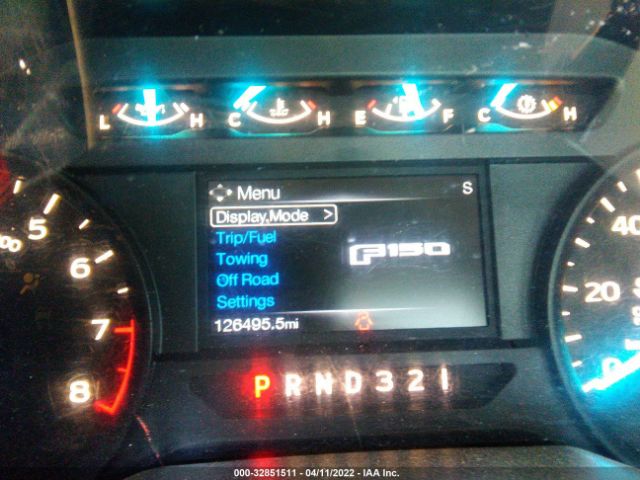 L H C H E F C H
Menu S
Display Mode >
Trip/Fuel
Towing
F150
Off Road
Settings
126495.5mi
5
6
7
8
40
20
0
P R N D 3 2 1
000-32851511 - 04/11/2022 - IAA Inc.